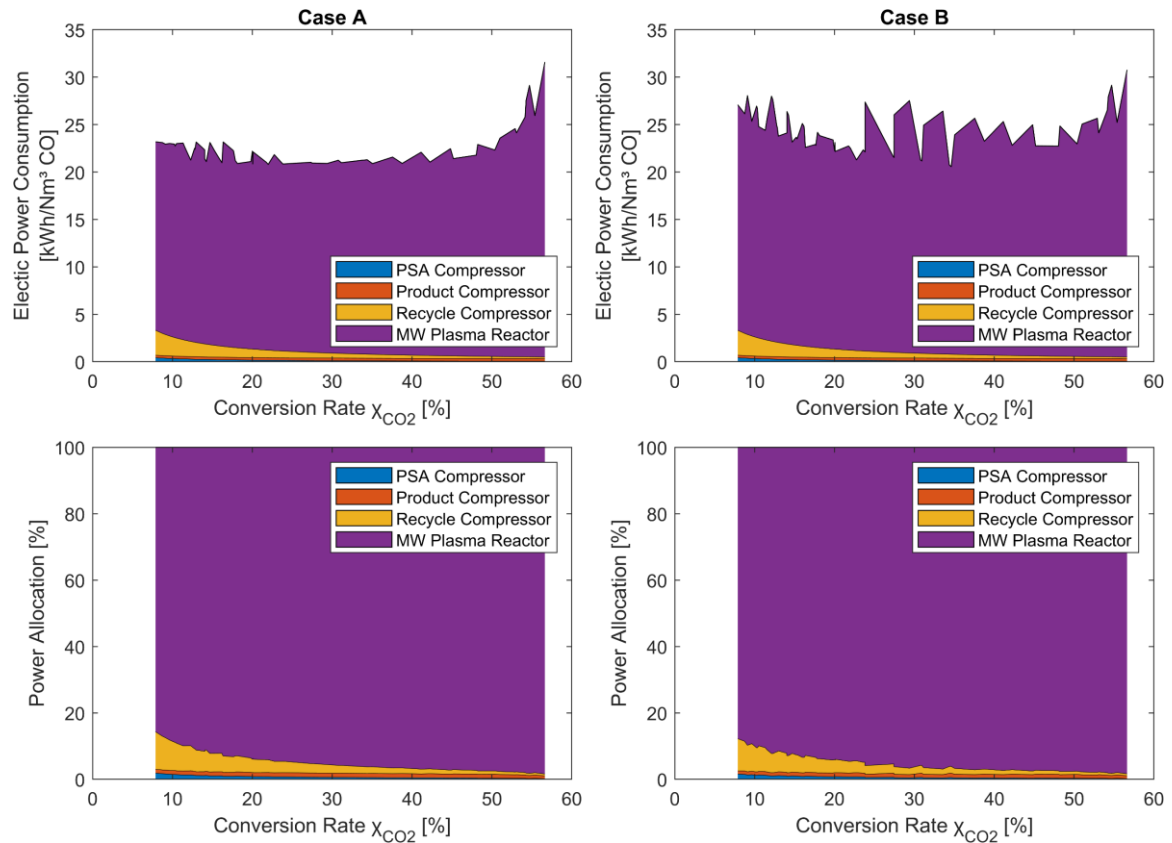 Case A
35
30
25
20
15
10
5
0
Electic Power Consumption
[kWh/Nm³ CO]
PSA Compressor
Product Compressor
Recycle Compressor
MW Plasma Reactor
0 10 20 30 40 50 60
Conversion Rate χCO2 [%]
Case B
35
30
25
20
15
10
5
0
Electic Power Consumption
[kWh/Nm³ CO]
PSA Compressor
Product Compressor
Recycle Compressor
MW Plasma Reactor
0 10 20 30 40 50 60
Conversion Rate χCO2 [%]
100
80
60
40
20
0
Power Allocation [%]
PSA Compressor
Product Compressor
Recycle Compressor
MW Plasma Reactor
0 10 20 30 40 50 60
Conversion Rate χCO2 [%]
100
80
60
40
20
0
Power Allocation [%]
PSA Compressor
Product Compressor
Recycle Compressor
MW Plasma Reactor
0 10 20 30 40 50 60
Conversion Rate χCO2 [%]